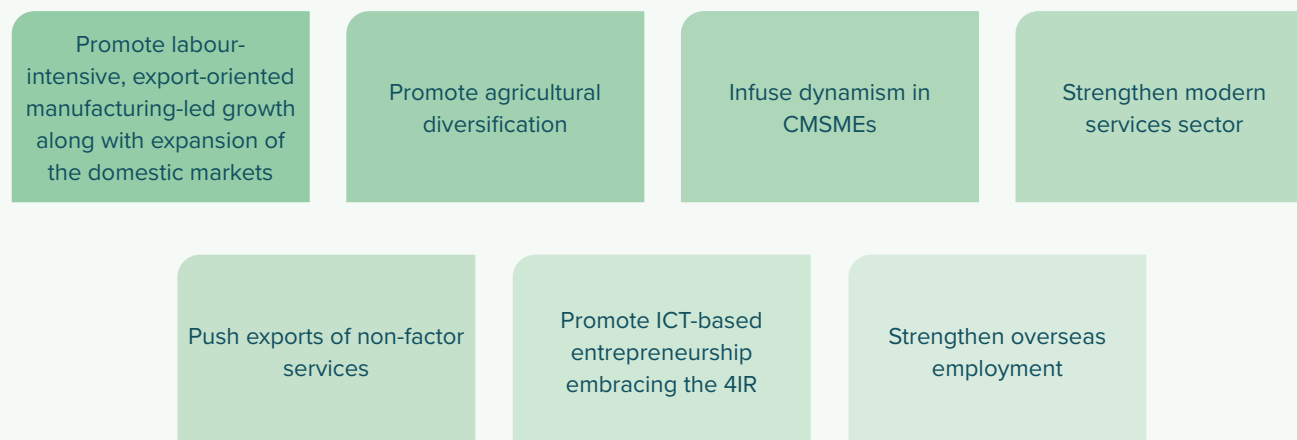 Promote labour-
intensive, export-oriented
manufacturing-led growth
along with expansion of
the domestic markets
Promote agricultural
diversification
Infuse dynamism in
CMSMEs
Strengthen modern
services sector
Push exports of non-factor
services
Promote ICT-based
entrepreneurship
embracing the 4IR
Strengthen overseas
employment